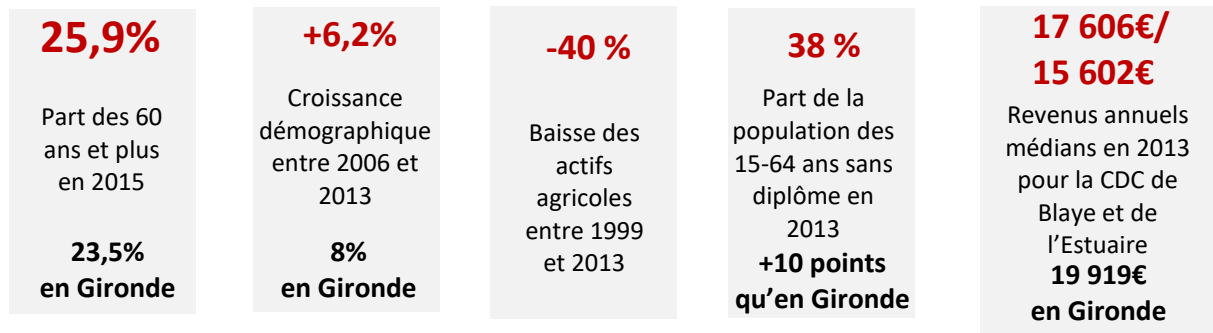 25,9%
Part des 60
ans et plus
en 2015
23,5%
en Gironde
+6,2%
Croissance
démographique
entre 2006 et
2013
8%
en Gironde
-40 %
Baisse des
actifs
agricoles
entre 1999
et 2013
38 %
Part de la
population des
15-64 ans sans
diplôme en
2013
+10 points
qu’en Gironde
17 606€/
15 602€
Revenus annuels
médians en 2013
pour la CDC de
Blaye et de
l’Estuaire
19 919€
en Gironde